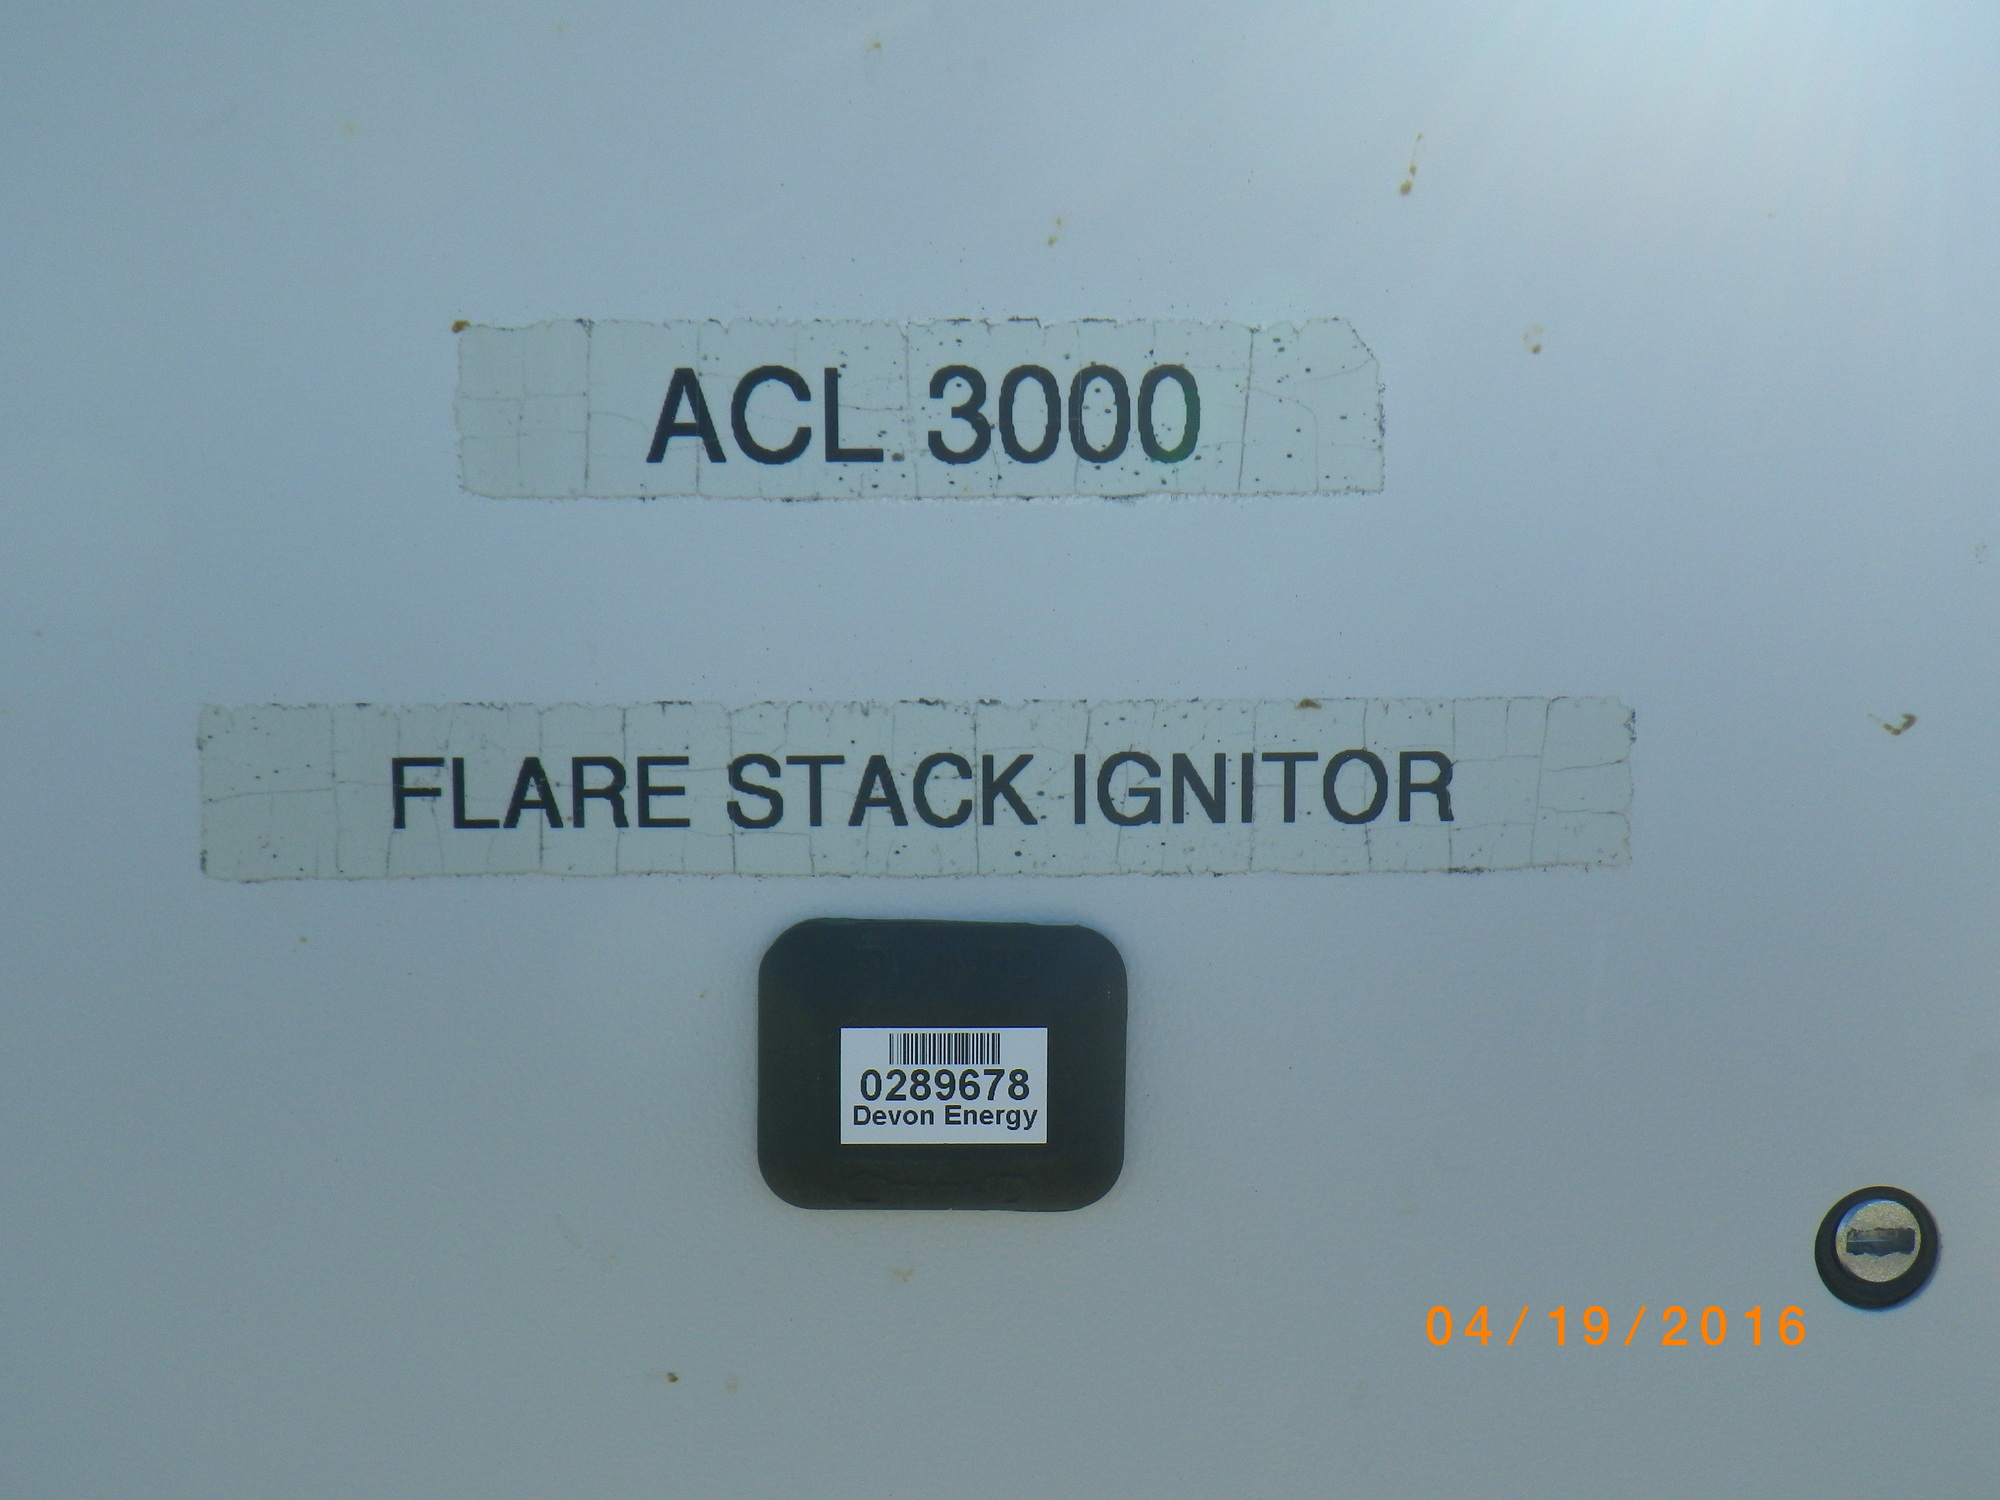 ACL 3000
FLARE STACK IGNITOR
0289678
Devon Energy
04/19/2016